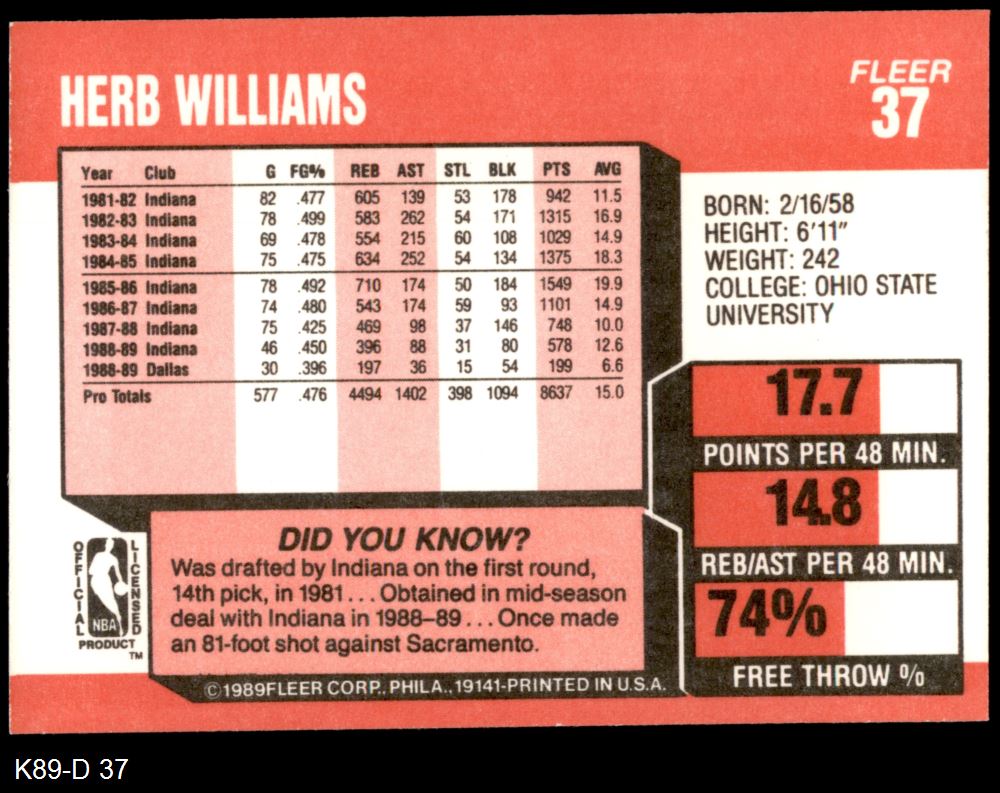 HERB WILLIAMS
FLEER
37
Year Club G FG% REB AST STL BLK PTS AVG
1981-82 Indiana 82 .477 605 139 53 178 942 11.5
1982-83 Indiana 78 .499 583 262 54 171 1315 16.9
1983-84 Indiana 69 .478 554 215 60 108 1029 14.9
1984-85 Indiana 75 .475 634 252 54 134 1375 18.3
1985-86 Indiana 78 .492 710 174 50 184 1549 19.9
1986-87 Indiana 74 .480 543 174 59 93 1101 14.9
1987-88 Indiana 75 .425 469 98 37 146 748 10.0
1988-89 Indiana 46 .450 396 88 31 80 578 12.6
1988-89 Dallas 30 .396 197 36 15 54 199 6.6
Pro Totals 577 .476 4494 1402 398 1094 8637 15.0
BORN: 2/16/58
HEIGHT: 6'11"
WEIGHT: 242
COLLEGE: OHIO STATE
UNIVERSITY
17.7
POINTS PER 48 MIN.
14.8
REB/AST PER 48 MIN.
74%
FREE THROW %
DID YOU KNOW?
Was drafted by Indiana on the first round,
14th pick, in 1981 . . . Obtained in mid-season
deal with Indiana in 1988–89 . . . Once made
an 81-foot shot against Sacramento.
OFFICIAL
LICENSED
NBA
PRODUCT
TM
©1989 FLEER CORP., PHILA., 19141-PRINTED IN U.S.A.
K89-D 37